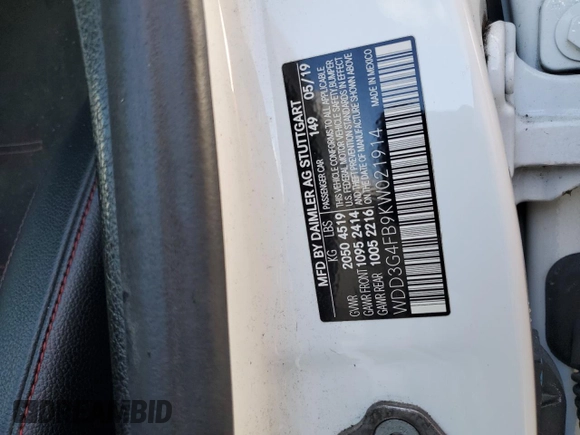 MFD BY DAIMLER AG STUTTGART
149 05/19
PASSENGER CAR
THIS VEHICLE CONFORMS TO ALL APPLICABLE
U.S. FEDERAL MOTOR VEHICLE SAFETY, BUMPER
AND THEFT PREVENTION STANDARDS IN EFFECT
ON THE DATE OF MANUFACTURE SHOWN ABOVE
KG LBS
GVWR 2050 4519
GAWR FRONT 1095 2414
GAWR REAR 1005 2216
MADE IN MEXICO
WDD3G4FB9KW021914
DREAMBID